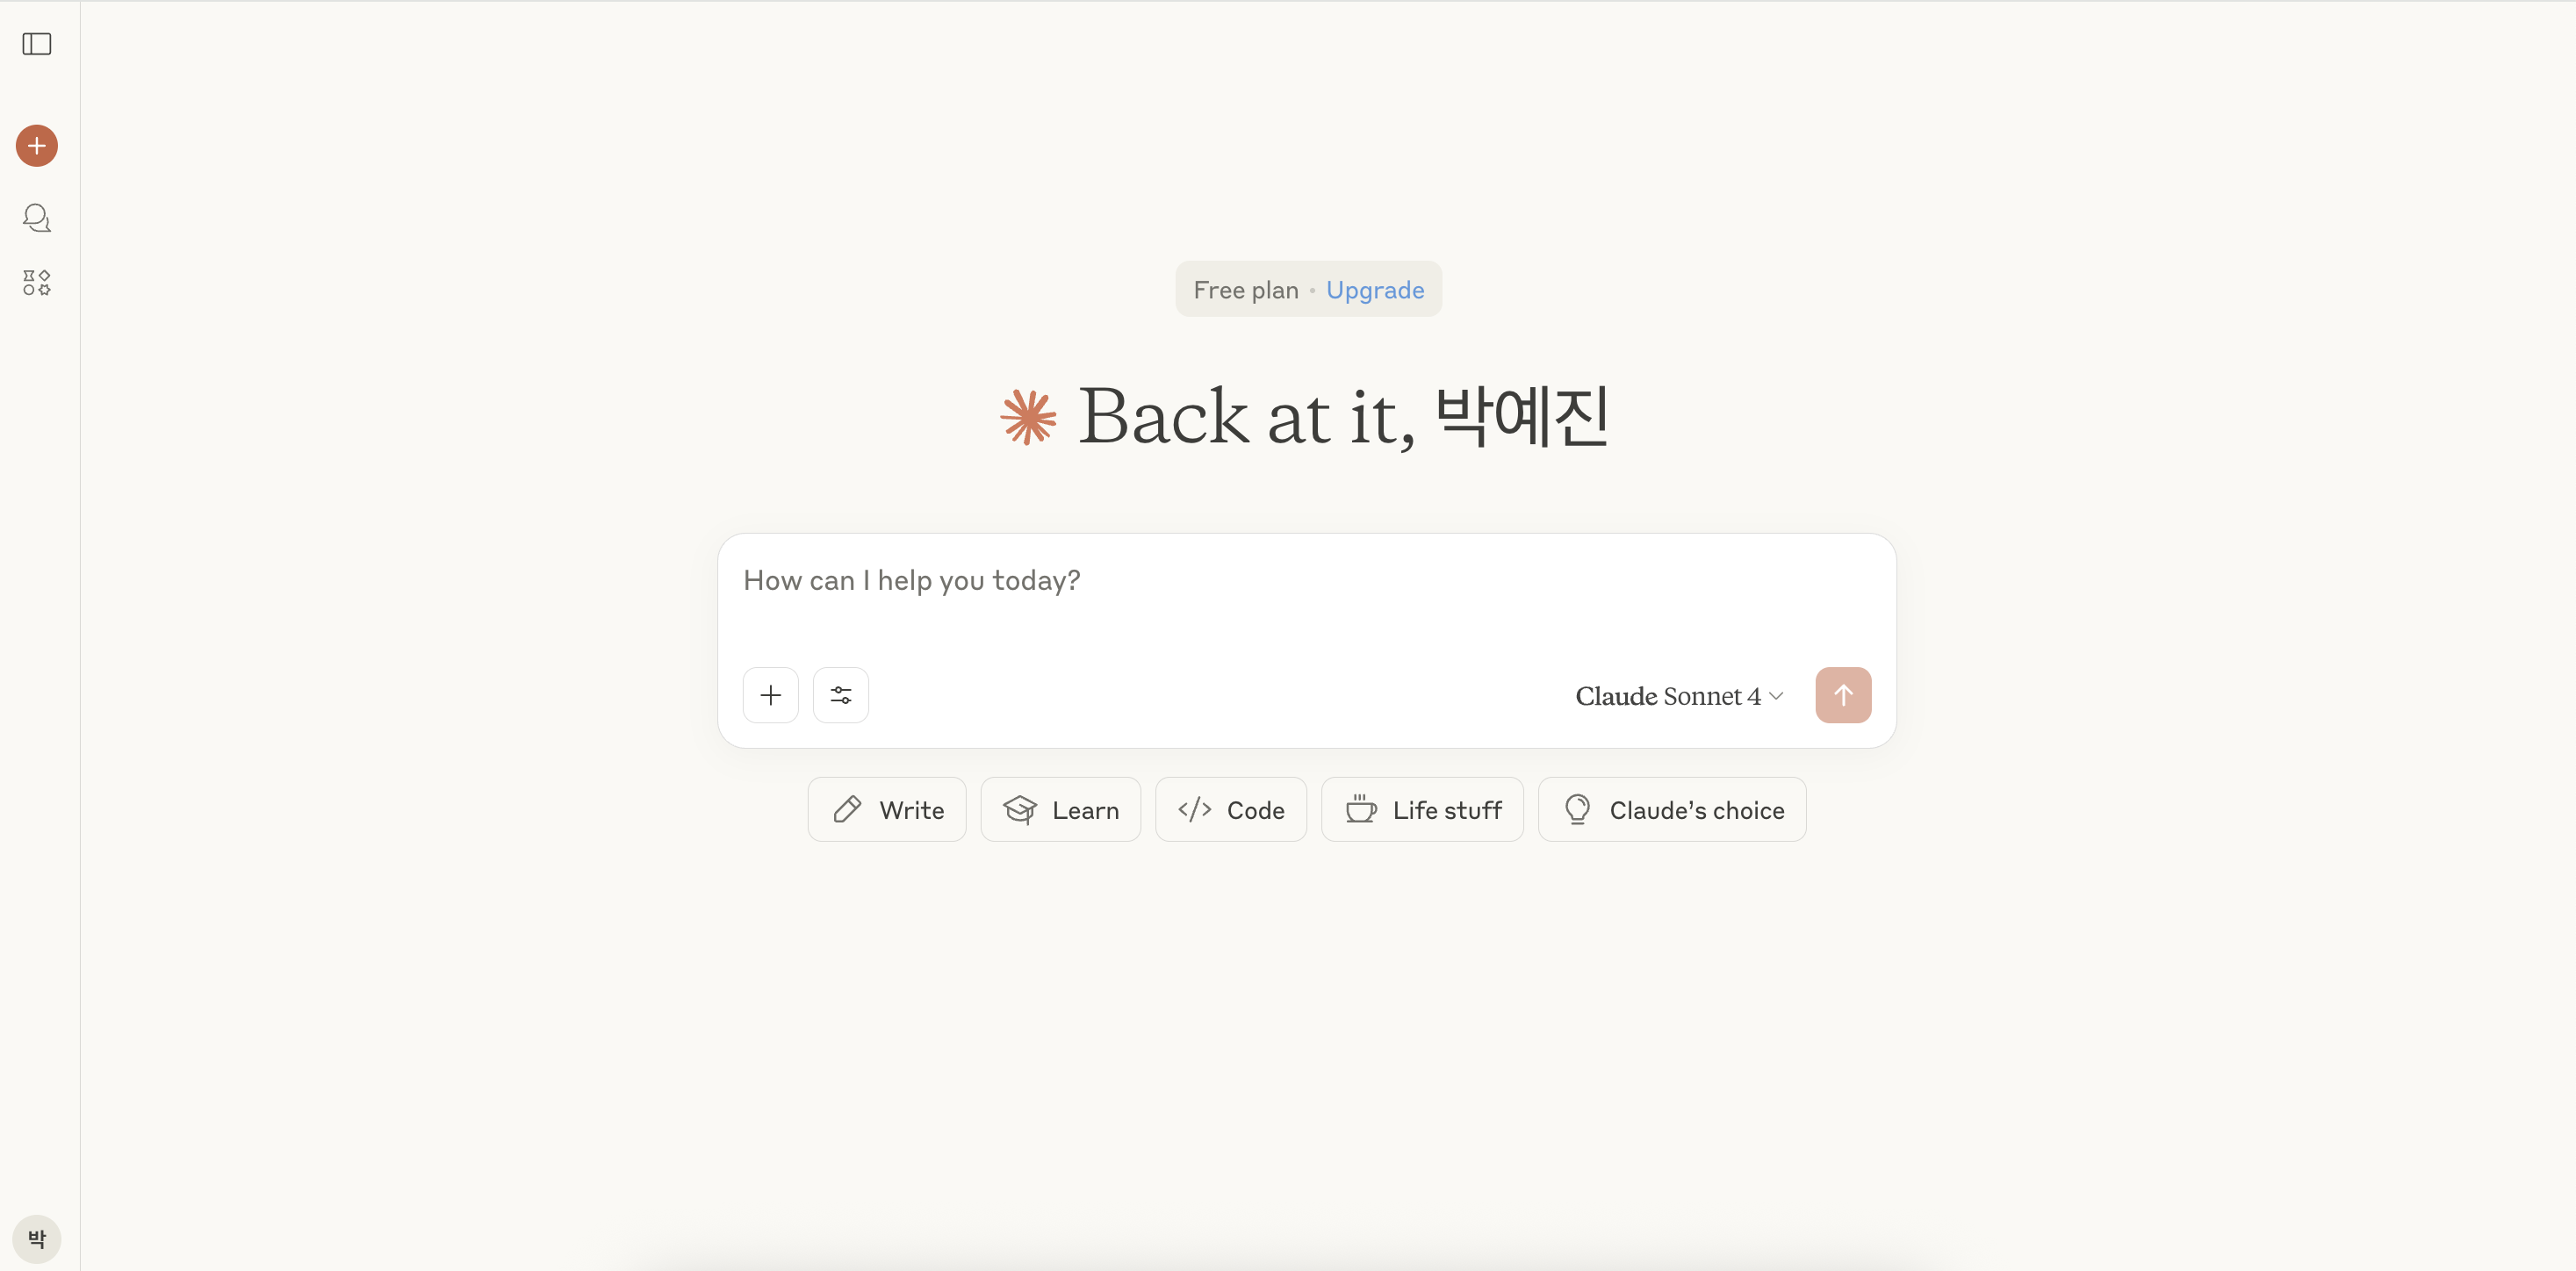 Free plan • Upgrade
Back at it, 박예진
How can I help you today?
Claude Sonnet 4
Write
Learn
Code
Life stuff
Claude’s choice
박